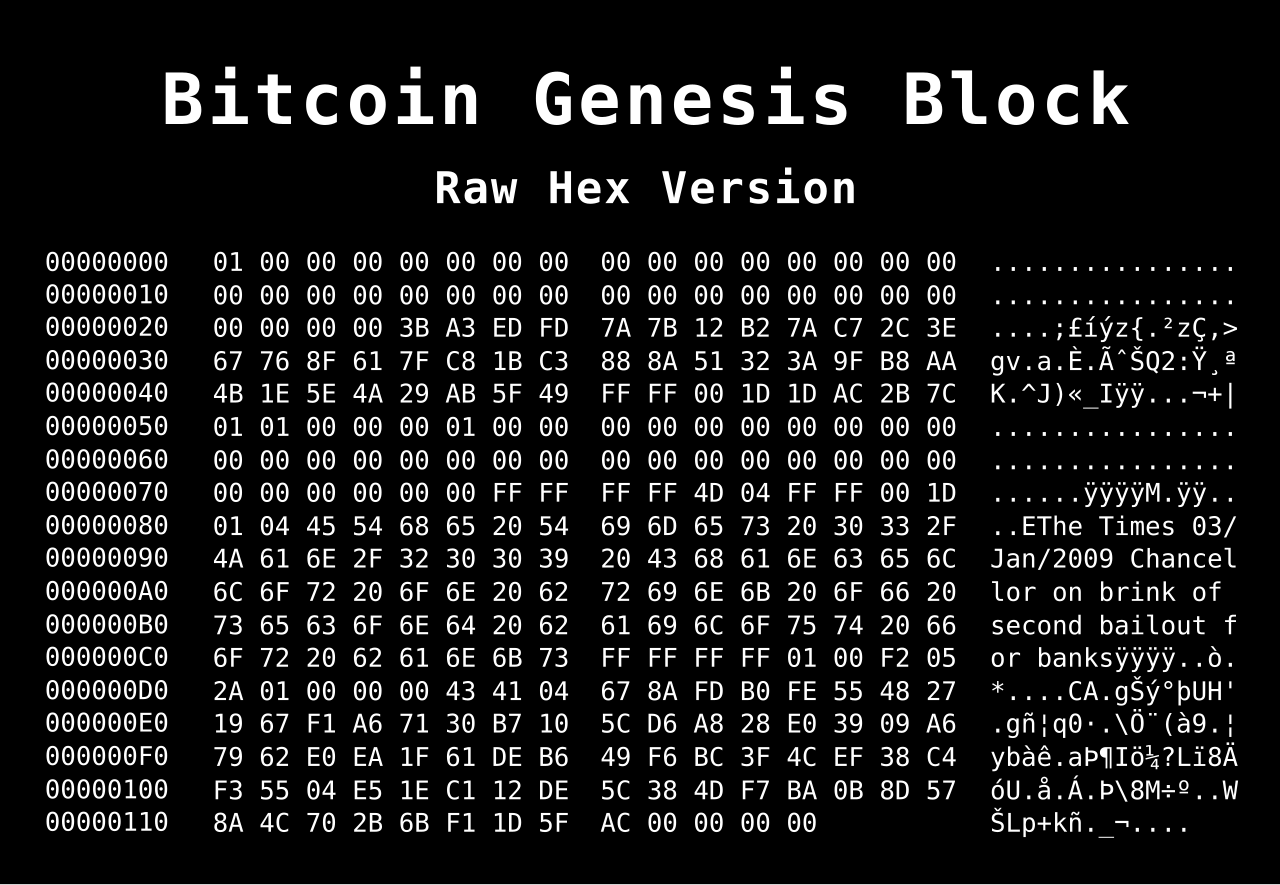 Bitcoin Genesis Block
Raw Hex Version
00000000 01 00 00 00 00 00 00 00 00 00 00 00 00 00 00 00 ................
00000010 00 00 00 00 00 00 00 00 00 00 00 00 00 00 00 00 ................
00000020 00 00 00 00 3B A3 ED FD 7A 7B 12 B2 7A C7 2C 3E ....;£íýz{.²zÇ,>
00000030 67 76 8F 61 7F C8 1B C3 88 8A 51 32 3A 9F B8 AA gv.a.È.ÃˆŠQ2:Ÿ¸ª
00000040 4B 1E 5E 4A 29 AB 5F 49 FF FF 00 1D 1D AC 2B 7C K.^J)«_Iÿÿ...¬+|
00000050 01 01 00 00 00 01 00 00 00 00 00 00 00 00 00 00 ................
00000060 00 00 00 00 00 00 00 00 00 00 00 00 00 00 00 00 ................
00000070 00 00 00 00 00 00 FF FF FF FF 4D 04 FF FF 00 1D ......ÿÿÿÿM.ÿÿ..
00000080 01 04 45 54 68 65 20 54 69 6D 65 73 20 30 33 2F ..EThe Times 03/
00000090 4A 61 6E 2F 32 30 30 39 20 43 68 61 6E 63 65 6C Jan/2009 Chancel
000000A0 6C 6F 72 20 6F 6E 20 62 72 69 6E 6B 20 6F 66 20 lor on brink of
000000B0 73 65 63 6F 6E 64 20 62 61 69 6C 6F 75 74 20 66 second bailout f
000000C0 6F 72 20 62 61 6E 6B 73 FF FF FF FF 01 00 F2 05 or banksÿÿÿÿ..ò.
000000D0 2A 01 00 00 00 43 41 04 67 8A FD B0 FE 55 48 27 *....CA.gŠý°þUH'
000000E0 19 67 F1 A6 71 30 B7 10 5C D6 A8 28 E0 39 09 A6 .gñ¦q0·.\Ö¨(à9.¦
000000F0 79 62 E0 EA 1F 61 DE B6 49 F6 BC 3F 4C EF 38 C4 ybàê.aÞ¶Iö¼?Lï8Ä
00000100 F3 55 04 E5 1E C1 12 DE 5C 38 4D F7 BA 0B 8D 57 óU.å.Á.Þ\8M÷º..W
00000110 8A 4C 70 2B 6B F1 1D 5F AC 00 00 00 00 ŠLp+kñ._¬....